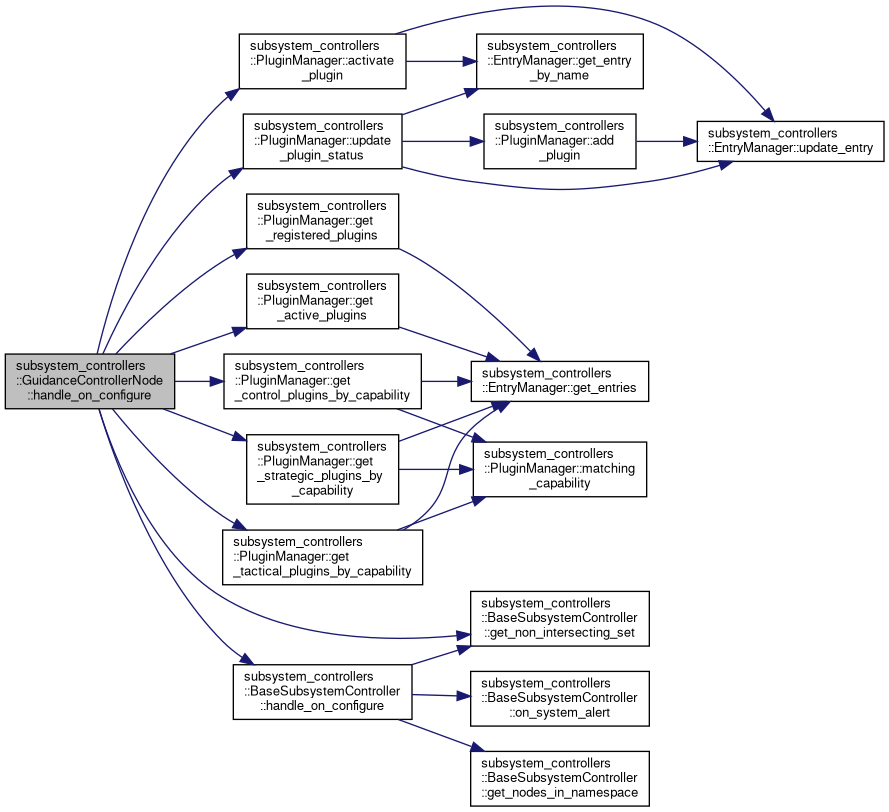 subsystem_controllers
::GuidanceControllerNode
::handle_on_configure
subsystem_controllers
::PluginManager::activate
_plugin
subsystem_controllers
::EntryManager::get_entry
_by_name
subsystem_controllers
::EntryManager::update_entry
subsystem_controllers
::PluginManager::update
_plugin_status
subsystem_controllers
::PluginManager::add
_plugin
subsystem_controllers
::PluginManager::get
_registered_plugins
subsystem_controllers
::PluginManager::get
_active_plugins
subsystem_controllers
::EntryManager::get_entries
subsystem_controllers
::PluginManager::get
_control_plugins_by_capability
subsystem_controllers
::PluginManager::matching
_capability
subsystem_controllers
::PluginManager::get
_strategic_plugins_by
_capability
subsystem_controllers
::PluginManager::get
_tactical_plugins_by_capability
subsystem_controllers
::BaseSubsystemController
::get_non_intersecting_set
subsystem_controllers
::BaseSubsystemController
::handle_on_configure
subsystem_controllers
::BaseSubsystemController
::on_system_alert
subsystem_controllers
::BaseSubsystemController
::get_nodes_in_namespace